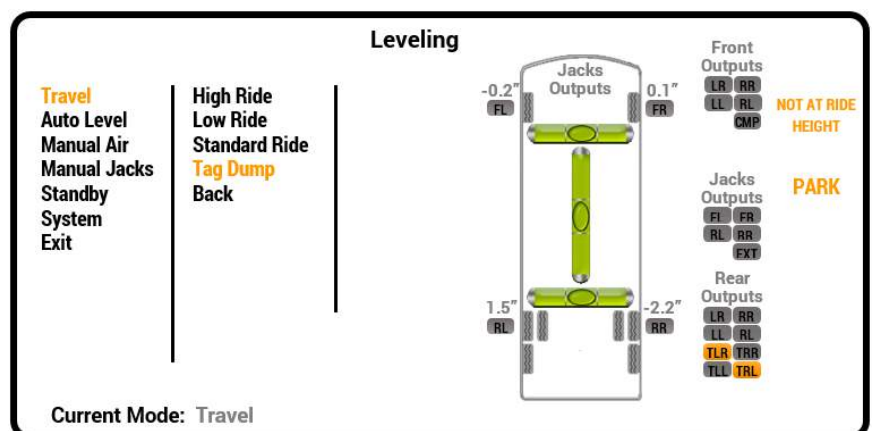 Leveling
Travel
Auto Level
Manual Air
Manual Jacks
Standby
System
Exit
High Ride
Low Ride
Standard Ride
Tag Dump
Back
Jacks
Outputs
-0.2"
FL
0.1"
FR
1.5"
RL
-2.2"
RR
Front
Outputs
LR RR
LL RL
CMP
NOT AT RIDE
HEIGHT
Jacks
Outputs
FL FR
RL RR
EXT
PARK
Rear
Outputs
LR RR
LL RL
TLR TRR
TLL TRL
Current Mode: Travel